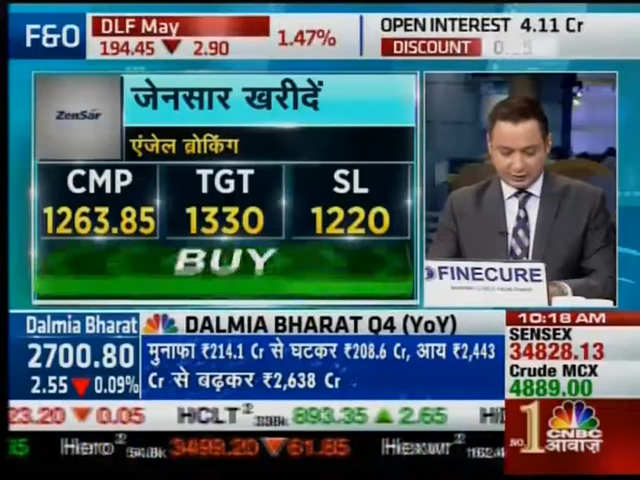 F&O
DLF May
194.45 ▼ 2.90
1.47%
OPEN INTEREST 4.11 Cr
DISCOUNT
ZenSar
जेनसार खरीदें
एंजेल ब्रोकिंग
CMP TGT SL
1263.85 1330 1220
BUY
FINECURE
10:18 AM
Dalmia Bharat
2700.80
2.55 ▼ 0.09%
DALMIA BHARAT Q4 (YoY)
मुनाफा ₹214.1 Cr से घटकर ₹208.6 Cr, आय ₹2,443
Cr से बढ़कर ₹2,638 Cr
SENSEX
34828.13
Crude MCX
4889.00
23.20 ▼ 0.05 HCLT² 893.35 ▲ 2.65
Hero² 3499.20 ▼ 61.85
NO. 1 CNBC
आवाज़